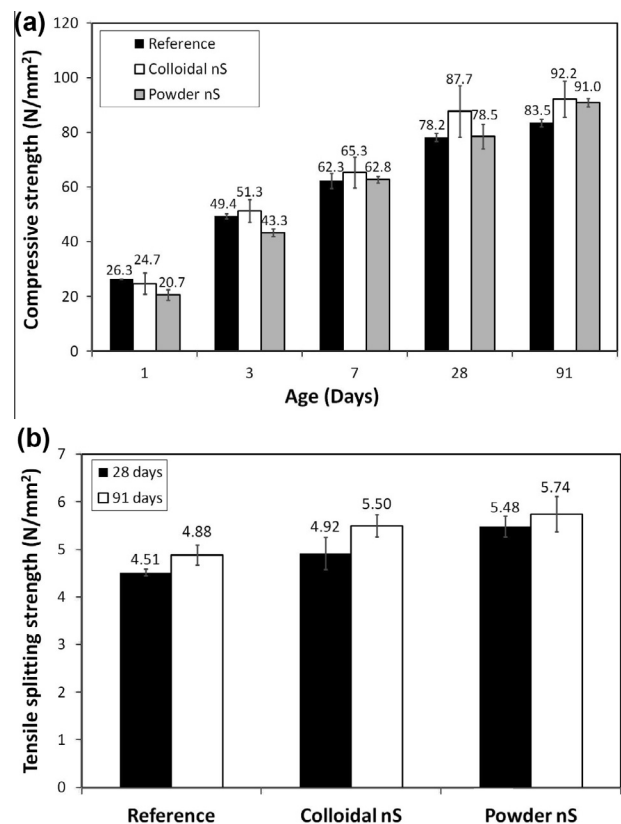 (a)
120
100
80
60
40
20
0
Compressive strength (N/mm²)
Reference
Colloidal nS
Powder nS
26.3 24.7 20.7
49.4 51.3 43.3
62.3 65.3 62.8
78.2 87.7 78.5
83.5 92.2 91.0
1 3 7 28 91
Age (Days)
(b)
7
6
5
4
3
2
1
0
Tensile splitting strength (N/mm²)
28 days
91 days
4.51 4.88
4.92 5.50
5.48 5.74
Reference Colloidal nS Powder nS